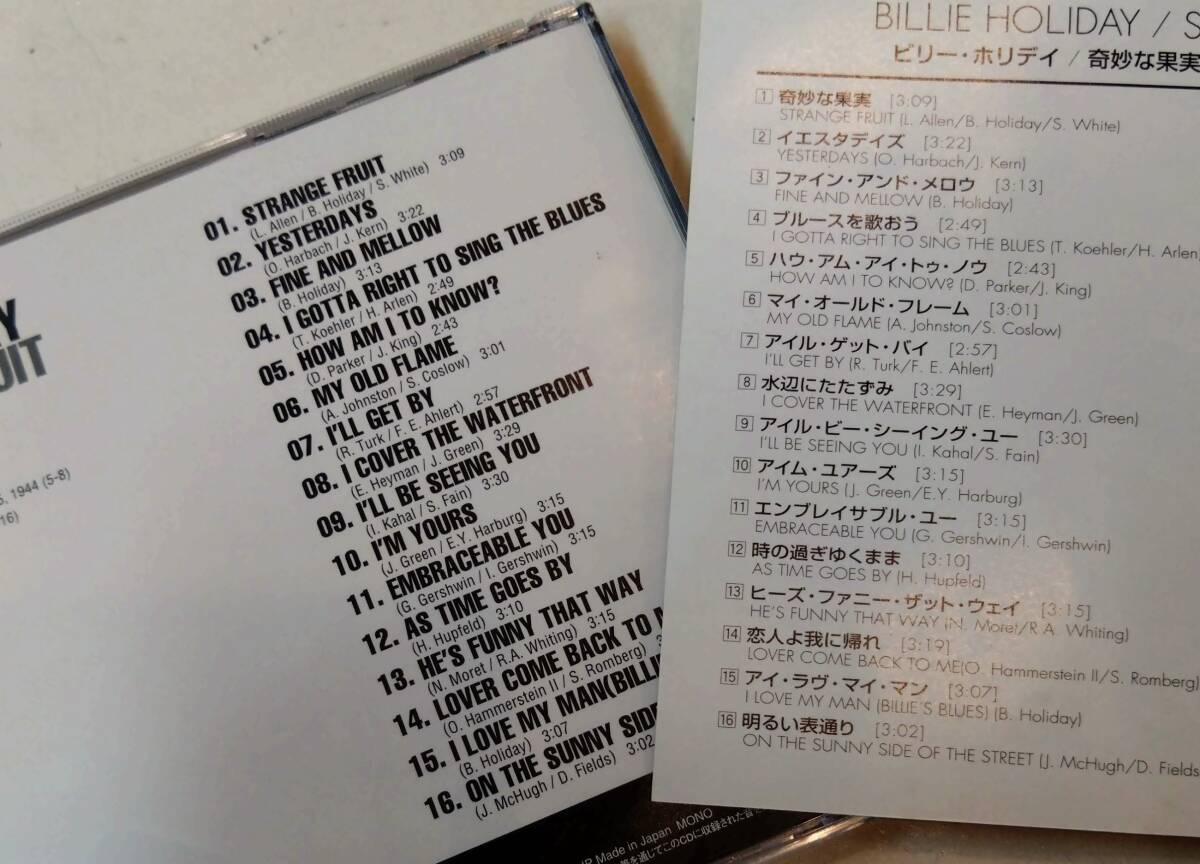 Y
UIT
1944 (5-8)
16)
01. STRANGE FRUIT
(L. Allen / B. Holiday / S. White) 3:09
02. YESTERDAYS
(O. Harbach / J. Kern) 3:22
03. FINE AND MELLOW
(B. Holiday) 3:13
04. I GOTTA RIGHT TO SING THE BLUES
(T. Koehler / H. Arlen) 2:49
05. HOW AM I TO KNOW?
(D. Parker / J. King) 2:43
06. MY OLD FLAME
(A. Johnston / S. Coslow) 3:01
07. I'LL GET BY
(R. Turk / F. E. Ahlert) 2:57
08. I COVER THE WATERFRONT
(E. Heyman / J. Green) 3:29
09. I'LL BE SEEING YOU
(I. Kahal / S. Fain) 3:30
10. I'M YOURS
(J. Green / E.Y. Harburg) 3:15
11. EMBRACEABLE YOU
(G. Gershwin / I. Gershwin) 3:15
12. AS TIME GOES BY
(H. Hupfeld) 3:10
13. HE'S FUNNY THAT WAY
(N. Moret / R.A. Whiting) 3:15
14. LOVER COME BACK TO
(O. Hammerstein II / S. Romberg)
15. I LOVE MY MAN(BILLI
(B. Holiday) 3:07
16. ON THE SUNNY SIDE
(J. McHugh / D. Fields) 3:02
Made in Japan MONO
を通じてこのCDに収録された音
BILLIE HOLIDAY / S
ビリー・ホリデイ / 奇妙な果実
1 奇妙な果実 [3:09]
STRANGE FRUIT (L. Allen/B. Holiday/S. White)
2 イエスタデイズ [3:22]
YESTERDAYS (O. Harbach/J. Kern)
3 ファイン・アンド・メロウ [3:13]
FINE AND MELLOW (B. Holiday)
4 ブルースを歌おう [2:49]
I GOTTA RIGHT TO SING THE BLUES (T. Koehler/H. Arlen
5 ハウ・アム・アイ・トゥ・ノウ [2:43]
HOW AM I TO KNOW? (D. Parker/J. King)
6 マイ・オールド・フレーム [3:01]
MY OLD FLAME (A. Johnston/S. Coslow)
7 アイル・ゲット・バイ [2:57]
I'LL GET BY (R. Turk/F. E. Ahlert)
8 水辺にたたずみ [3:29]
I COVER THE WATERFRONT (E. Heyman/J. Green)
9 アイル・ビー・シーイング・ユー [3:30]
I'LL BE SEEING YOU (I. Kahal/S. Fain)
10 アイム・ユアーズ [3:15]
I'M YOURS (J. Green/E.Y. Harburg)
11 エンブレイサブル・ユー [3:15]
EMBRACEABLE YOU (G. Gershwin/I. Gershwin)
12 時の過ぎゆくまま [3:10]
AS TIME GOES BY (H. Hupfeld)
13 ヒーズ・ファニー・ザット・ウェイ [3:15]
HE'S FUNNY THAT WAY (N. Moret/R.A. Whiting)
14 恋人よ我に帰れ [3:19]
LOVER COME BACK TO ME(O. Hammerstein II/S. Romberg)
15 アイ・ラヴ・マイ・マン [3:07]
I LOVE MY MAN (BILLIE'S BLUES) (B. Holiday)
16 明るい表通り [3:02]
ON THE SUNNY SIDE OF THE STREET (J. McHugh/D. Fields